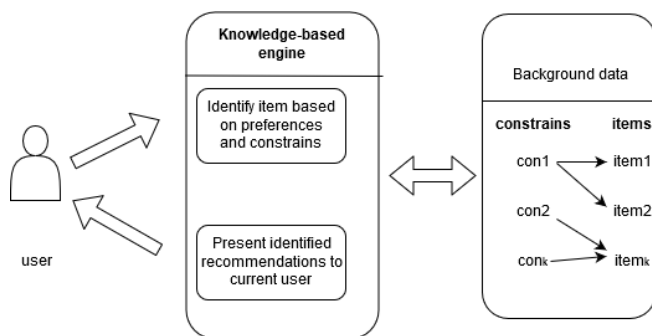 Knowledge-based
engine
Identify item based
on preferences
and constrains
Present identified
recommendations to
current user
user
Background data
constrains items
con1 item1
con2 item2
conk itemk